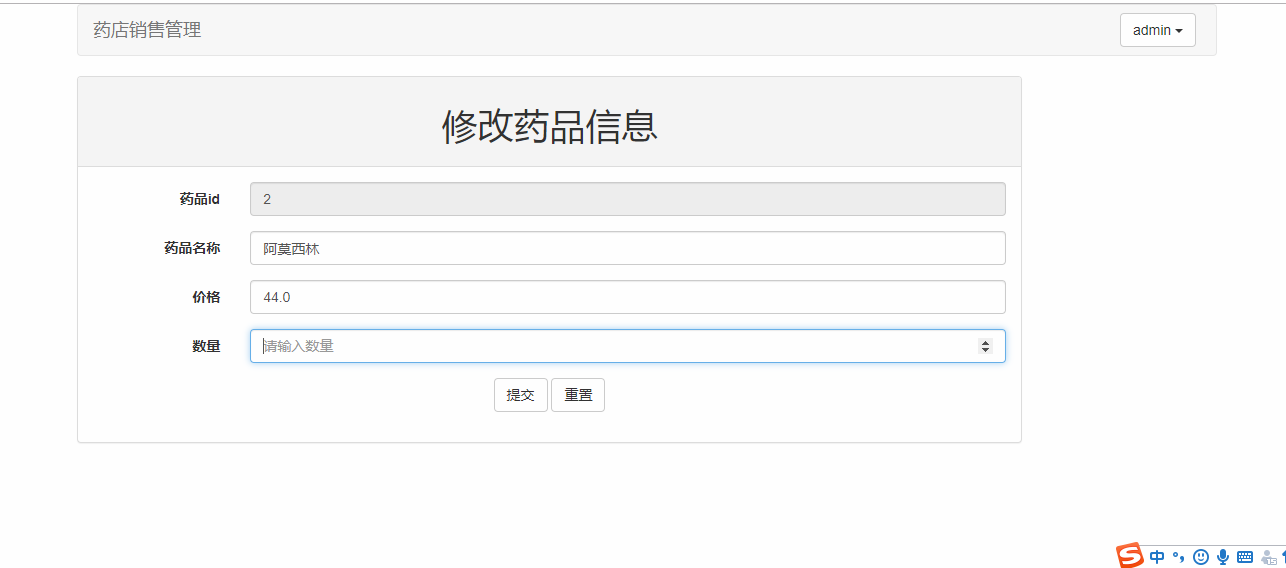 药店销售管理
admin
修改药品信息
药品id
2
药品名称
阿莫西林
价格
44.0
数量
请输入数量
提交 重置
S 中